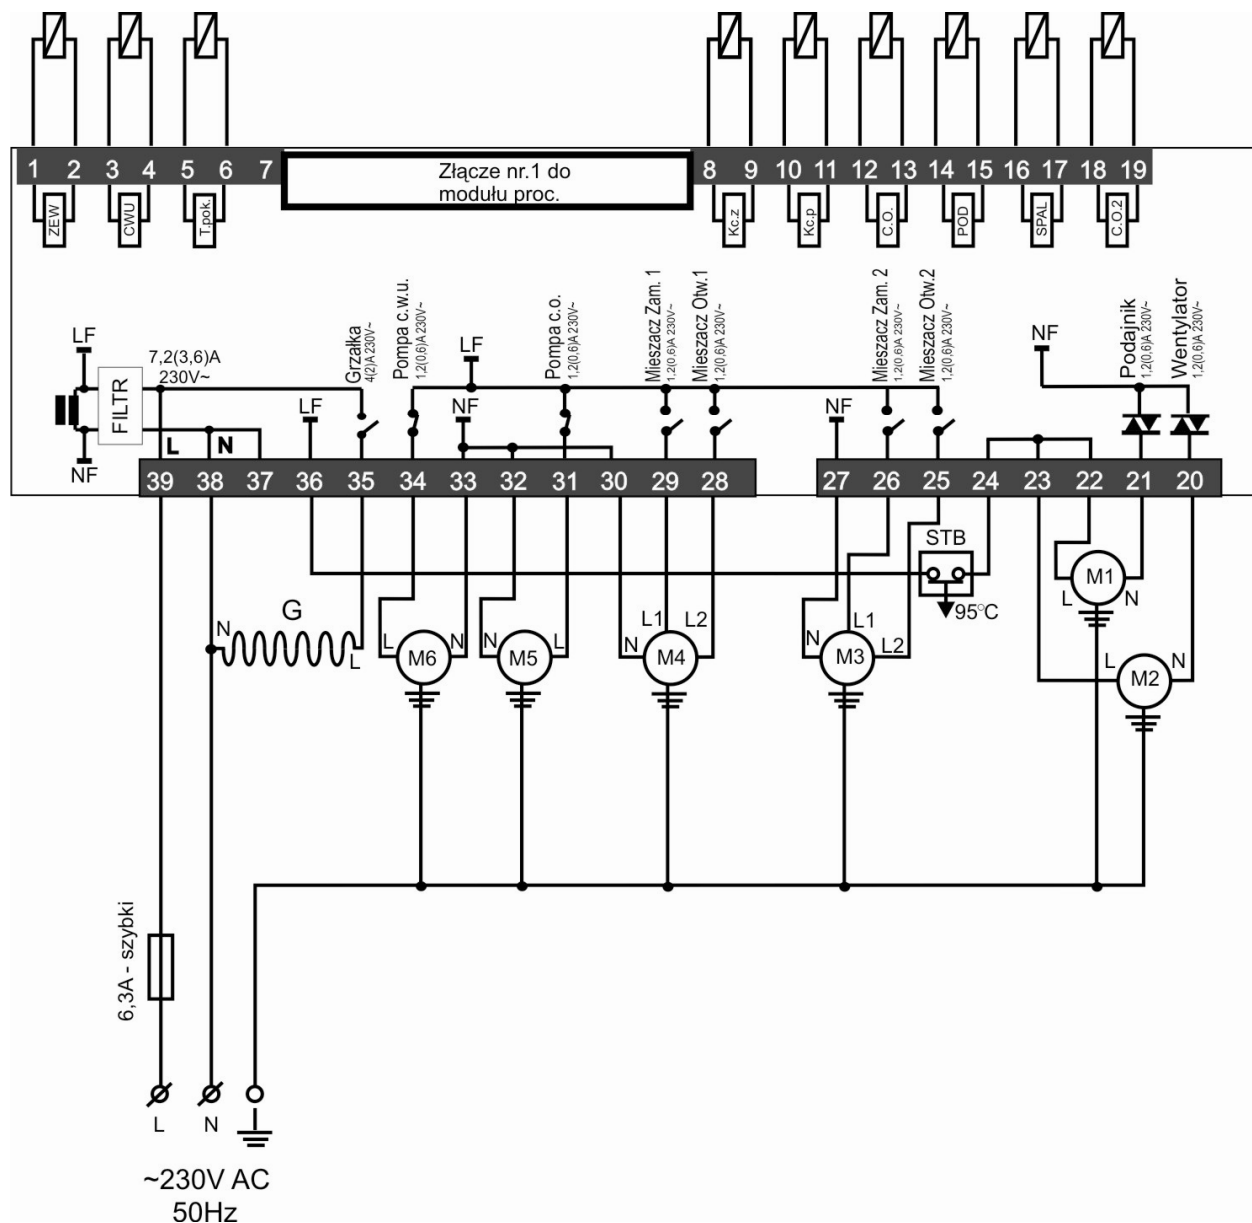 1 2 3 4 5 6 7
Złącze nr.1 do
modułu proc.
8 9 10 11 12 13 14 15 16 17 18 19
ZEW
CWU
T.pok.
Kc.z
Kc.p
C.O.
POD
SPAL
C.O.2
LF
7,2(3,6)A
230V~
FILTR
NF
L
N
LF
Grzałka
4(2)A 230V~
Pompa c.w.u.
1,2(0,6)A 230V~
LF
NF
Pompa c.o.
1,2(0,6)A 230V~
Mieszacz Zam. 1
1,2(0,6)A 230V~
Mieszacz Otw.1
1,2(0,6)A 230V~
NF
Mieszacz Zam. 2
1,2(0,6)A 230V~
Mieszacz Otw.2
1,2(0,6)A 230V~
NF
Podajnik
1,2(0,6)A 230V~
Wentylator
1,2(0,6)A 230V~
39 38 37 36 35 34 33 32 31 30 29 28
27 26 25 24 23 22 21 20
STB
95°C
G
N
L
L
M6
N
N
M5
L
N
L1
L2
M4
N
L1
L2
M3
M1
L
N
L
N
M2
6,3A - szybki
L
N
~230V AC
50Hz